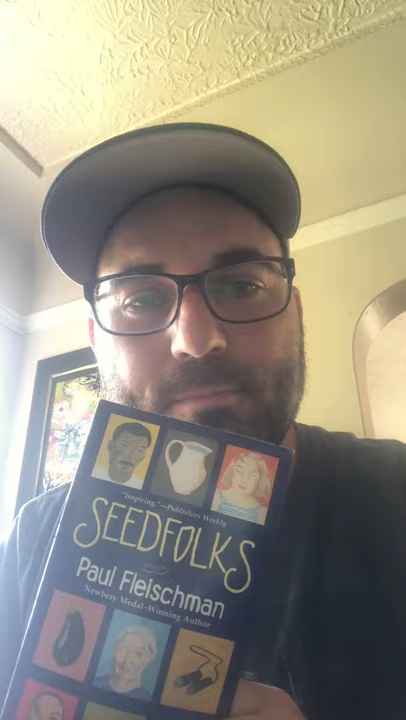 "Inspiring."—Publishers Weekly
SEEDFOLKS
Paul Fleischman
Newbery Medal–Winning Author